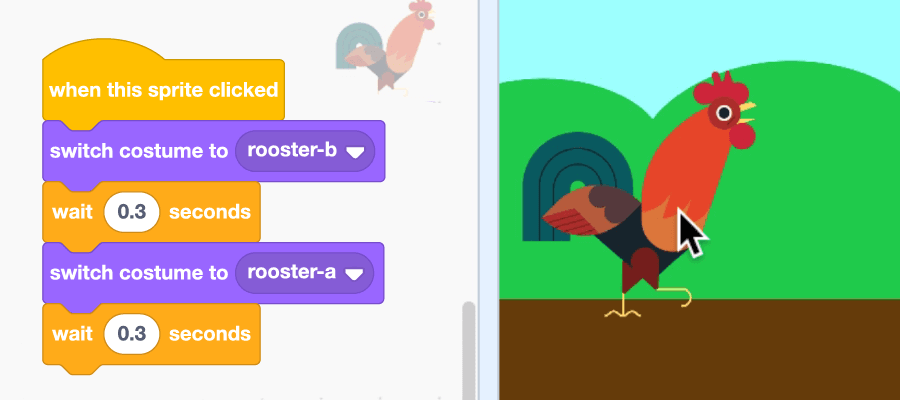 when this sprite clicked
switch costume to rooster-b
wait 0.3 seconds
switch costume to rooster-a
wait 0.3 seconds